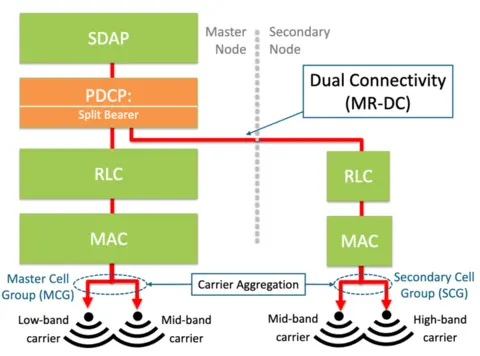 SDAP
Master
Node
Secondary
Node
PDCP:
Split Bearer
Dual Connectivity
(MR-DC)
RLC
RLC
MAC
MAC
Master Cell
Group (MCG)
Carrier Aggregation
Secondary Cell
Group (SCG)
Low-band
carrier
Mid-band
carrier
Mid-band
carrier
High-band
carrier